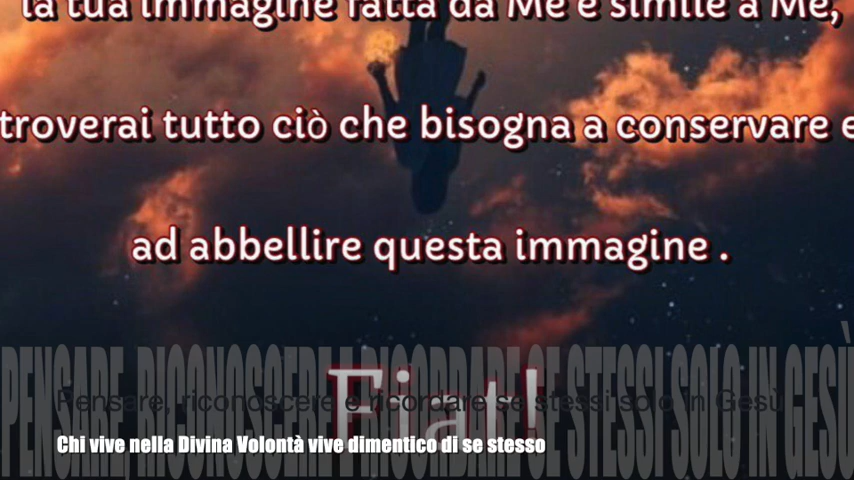 la tua immagine fatta da Me e simile a Me,
troverai tutto ciò che bisogna a conservare e
ad abbellire questa immagine .
Fiat!
PENSARE, RICONOSCERE E RICORDARE SE STESSI SOLO IN GESÙ
Pensare, riconoscere e ricordare se stessi solo in Gesù
Chi vive nella Divina Volontà vive dimentico di se stesso